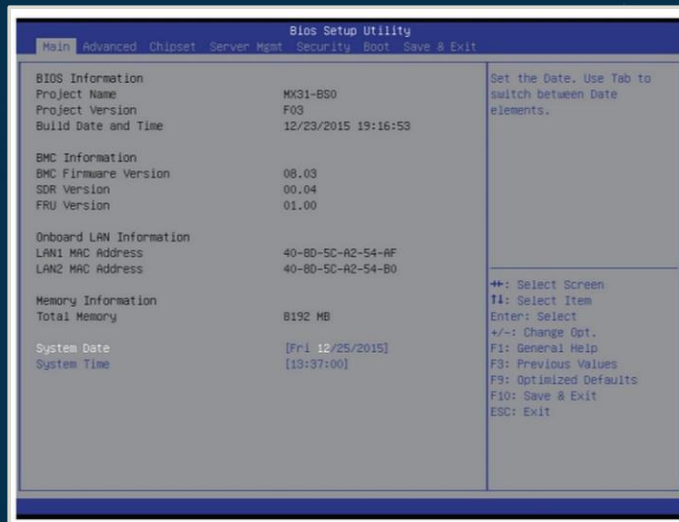 Bios Setup Utility
Main Advanced Chipset Server Mgmt Security Boot Save & Exit
BIOS Information
Project Name MX31-BS0
Project Version F03
Build Date and Time 12/23/2015 19:16:53
BMC Information
BMC Firmware Version 08.03
SDR Version 00.04
FRU Version 01.00
Onboard LAN Information
LAN1 MAC Address 40-8D-5C-A2-54-AF
LAN2 MAC Address 40-8D-5C-A2-54-B0
Memory Information
Total Memory 8192 MB
System Date [Fri 12/25/2015]
System Time [13:37:00]
Set the Date. Use Tab to
switch between Date
elements.
→←: Select Screen
↑↓: Select Item
Enter: Select
+/-: Change Opt.
F1: General Help
F3: Previous Values
F9: Optimized Defaults
F10: Save & Exit
ESC: Exit